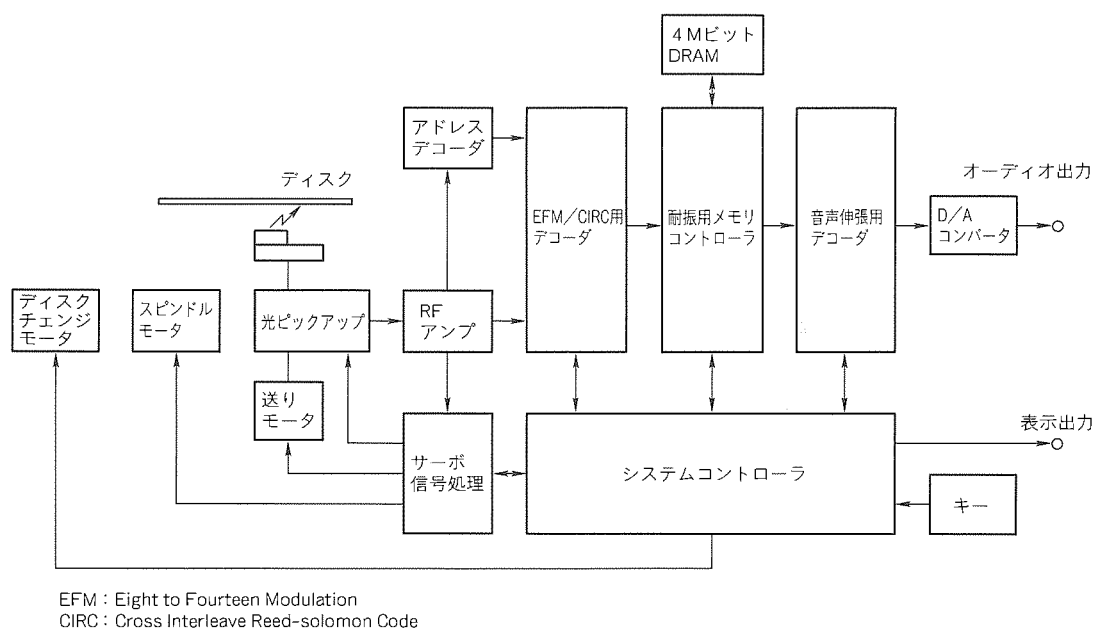 4Mビット
DRAM
アドレス
デコーダ
ディスク
オーディオ出力
EFM/CIRC用
デコーダ
耐振用メモリ
コントローラ
音声伸張用
デコーダ
D/A
コンバータ
ディスク
チェンジ
モータ
スピンドル
モータ
光ピックアップ
RF
アンプ
送り
モータ
サーボ
信号処理
システムコントローラ
表示出力
キー
EFM:Eight to Fourteen Modulation
CIRC:Cross Interleave Reed-solomon Code